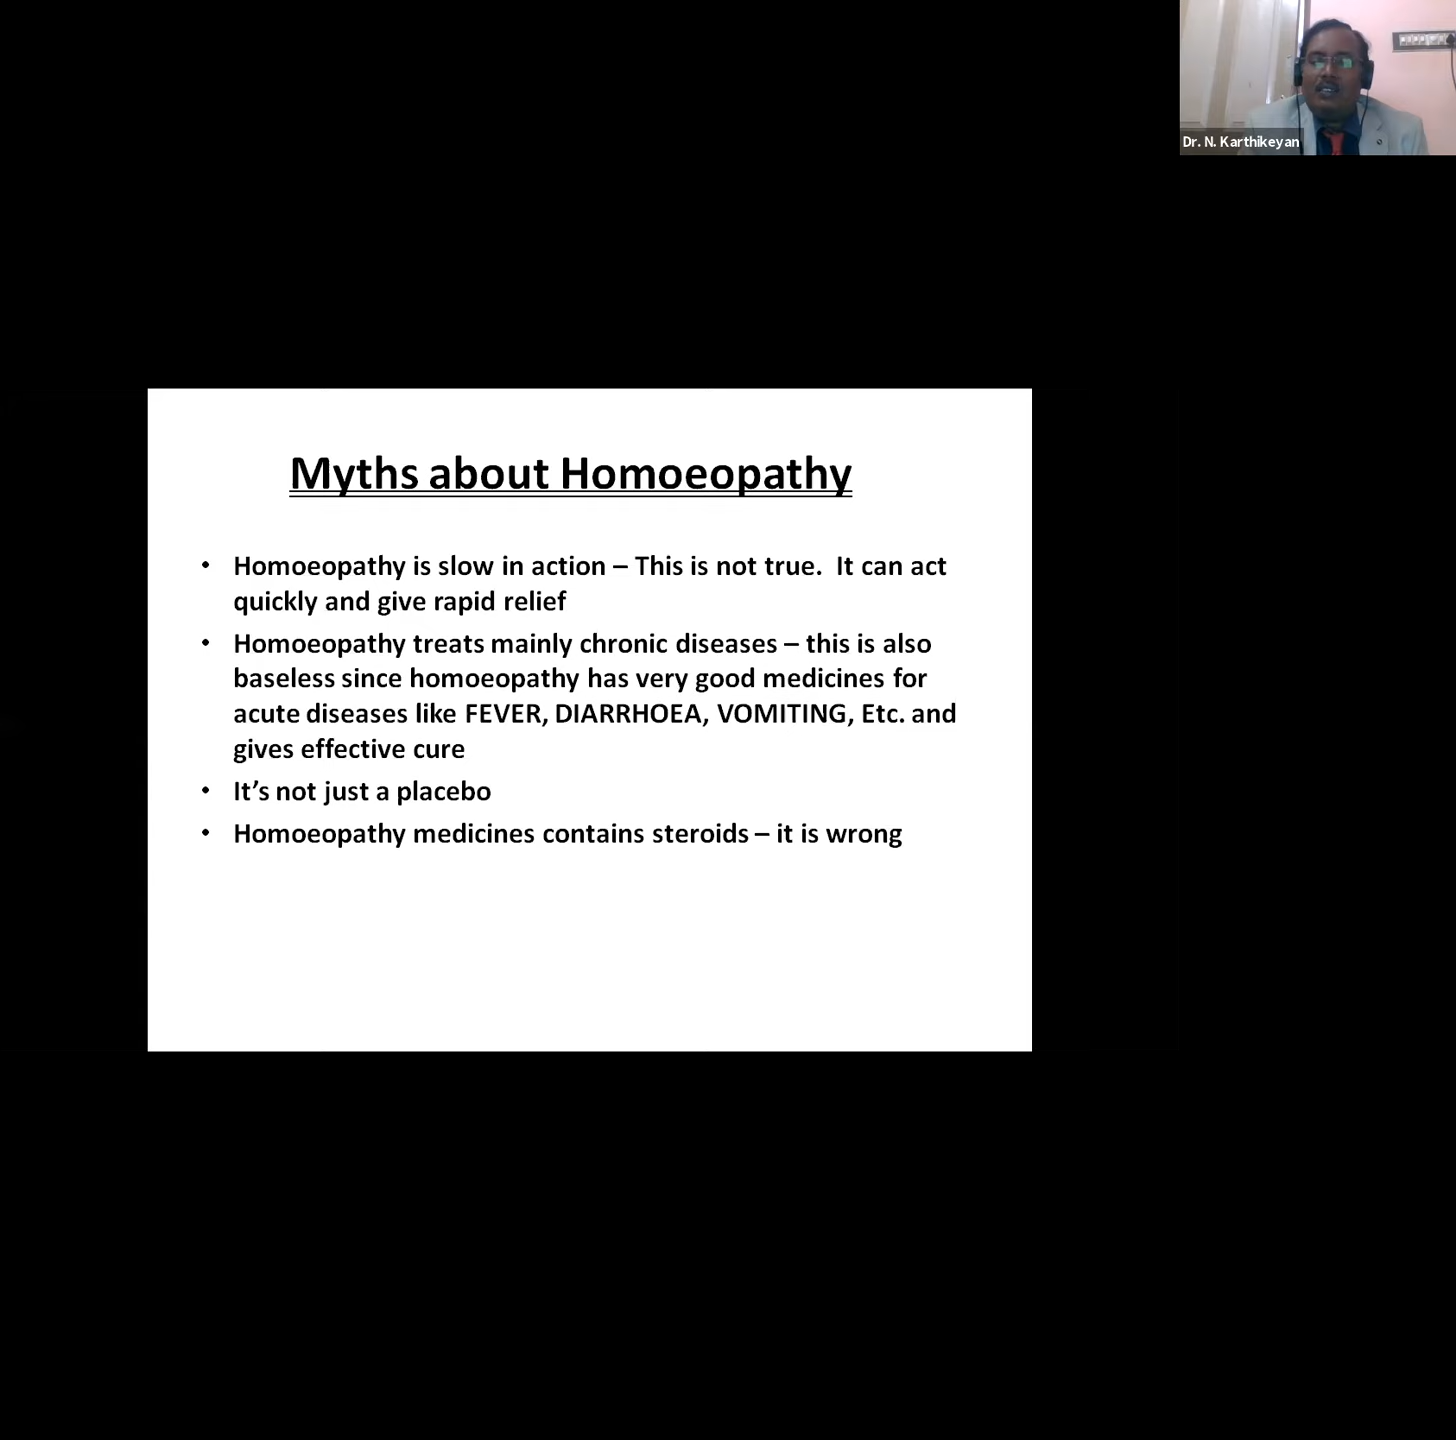 Dr. N. Karthikeyan
Myths about Homoeopathy
• Homoeopathy is slow in action – This is not true.  It can act
quickly and give rapid relief
• Homoeopathy treats mainly chronic diseases – this is also
baseless since homoeopathy has very good medicines for
acute diseases like FEVER, DIARRHOEA, VOMITING, Etc. and
gives effective cure
• It’s not just a placebo
• Homoeopathy medicines contains steroids – it is wrong